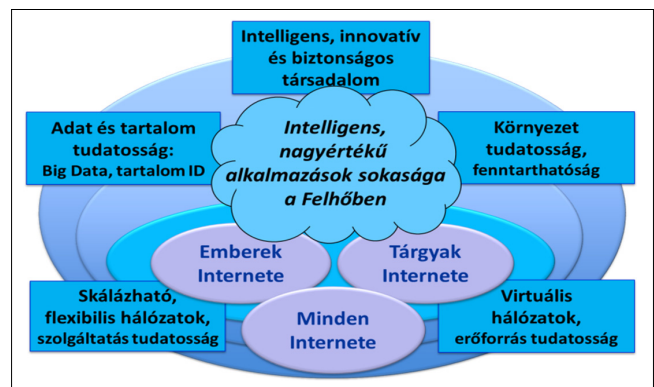 Intelligens, innovatív
és biztonságos
társadalom
Adat és tartalom
tudatosság:
Big Data, tartalom ID
Intelligens,
nagyértékű
alkalmazások sokasága
a Felhőben
Környezet
tudatosság,
fenntarthatóság
Emberek
Internete
Tárgyak
Internete
Skálázható,
flexibilis hálózatok,
szolgáltatás tudatosság
Minden
Internete
Virtuális
hálózatok,
erőforrás tudatosság